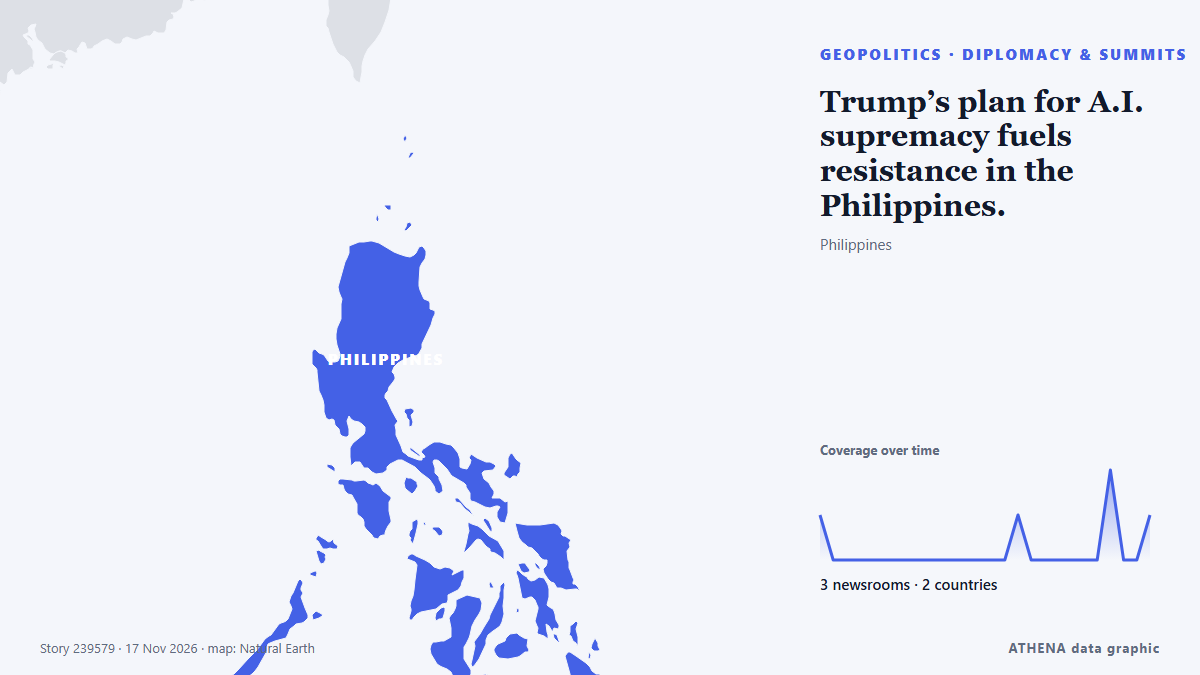 GEOPOLITICS · DIPLOMACY & SUMMITS
Trump’s plan for A.I.
supremacy fuels
resistance in the
Philippines.
Philippines
PHILIPPINES
Coverage over time
3 newsrooms · 2 countries
Story 239579 · 17 Nov 2026 · map: Natural Earth
ATHENA data graphic